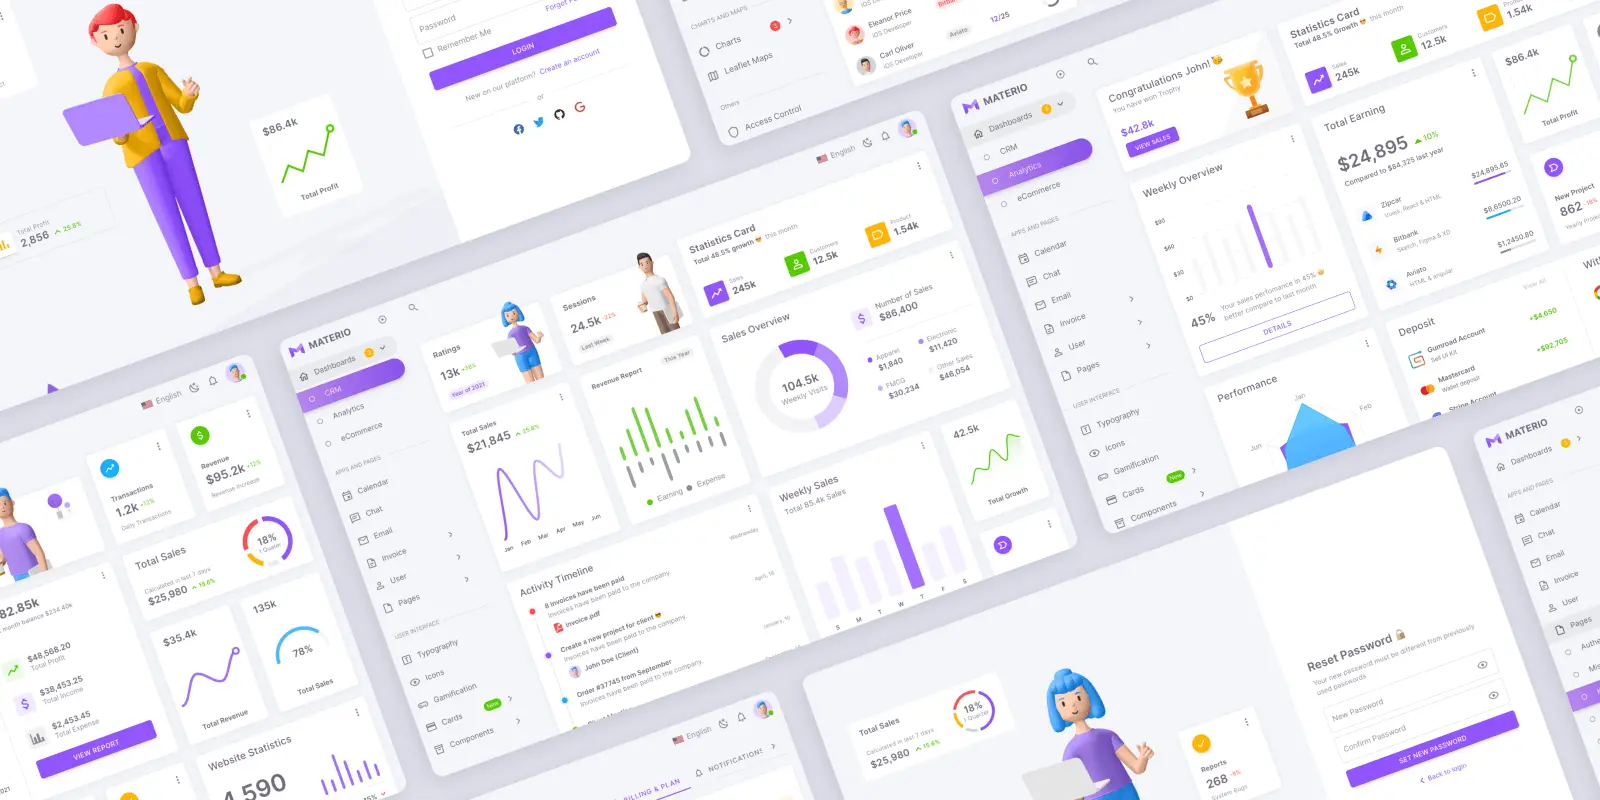 Password
Forgot
Remember Me
LOGIN
New on our platform? Create an account
or
$86.4k
Total Profit
Total Profit
2,856
25.8%
CHARTS AND MAPS
Charts
3
Leaflet Maps
Others
Access Control
Eleanor Price
iOS Developer
Carl Oliver
iOS Developer
12/25
Aviato
English
MATERIO
Dashboards
CRM
Analytics
eCommerce
APPS AND PAGES
Calendar
Chat
Email
Invoice
User
Pages
USER INTERFACE
Typography
Icons
Gamification
Cards
New
Components
Ratings
13k
Year of 2021
Sessions
24.5k
-22%
Last Week
Statistics Card
Total 48.5% growth 😎 this month
Sales
245k
Customers
12.5k
Product
1.54k
Total Sales
$21,845
25.8%
Jan
Feb
Mar
Apr
May
Jun
Revenue Report
This Year
Earning
Expense
Sales Overview
104.5k
Weekly Visits
Number of Sales
$86,400
Apparel
$1,840
Electronic
$11,420
FMCG
$30,234
Other Sales
$46,054
Activity Timeline
Wednesday
8 Invoices have been paid
Invoices have been paid to the company.
invoice.pdf
April, 18
Create a new project for client 😎
Invoices have been paid to the company.
John Doe (Client)
January, 10
Order #37745 from September
Invoices have been paid to the company.
Weekly Sales
Total 85.4k Sales
S
M
T
W
T
F
S
42.5k
Total Growth
MATERIO
Dashboards
CRM
Analytics
eCommerce
APPS AND PAGES
Calendar
Chat
Email
Invoice
User
Pages
USER INTERFACE
Typography
Icons
Gamification
Cards
New
Components
Congratulations John! 🥳
You have won Trophy
$42.8k
VIEW SALES
Statistics Card
Total 48.5% Growth 😎 this month
Sales
245k
Customers
12.5k
1.54k
Weekly Overview
$90
$60
$30
$0
45%
Your sales perfomance in 45% 🤩
better compare to last month
DETAILS
Total Earning
$24,895
10%
Compared to $84,325 last year
Zipcar
Vuejs, React & HTML
$24,895.65
Bitbank
Sketch, Figma & XD
$8,6500.20
Aviato
HTML & angular
$1,2450.80
$86.4k
Total Profit
New Project
862
-18%
Yearly Project
Performance
Jan
Feb
Jun
Deposit
View All
Gumroad Account
Sell UI Kit
+$4,650
Mastercard
Wallet deposit
+$92,705
Stripe Account
English
Transactions
1.2k
+12%
Daily Transactions
Revenue
$95.2k
+12%
Revenue Increase
Total Sales
Calculated in last 7 days
$25,980
15.6%
18%
1 Quarter
82.85k
month balance $234.40k
$48,568.20
Total Profit
$38,453.25
Total Income
$2,453.45
Total Expense
VIEW REPORT
$35.4k
Total Revenue
135k
78%
Total Sales
Website Statistics
4,590
English
BILLING & PLAN
NOTIFICATIONS
Total Sales
Calculated in last 7 days
$25,980
15.6%
18%
1 Quarter
Reports
268
-8%
System Bugs
Reset Password 🔒
Your new password must be different from previously
used passwords
New Password
Confirm Password
SET NEW PASSWORD
Back to login
MATERIO
Dashboards
APPS AND PAGES
Calendar
Chat
Email
Invoice
User
Pages